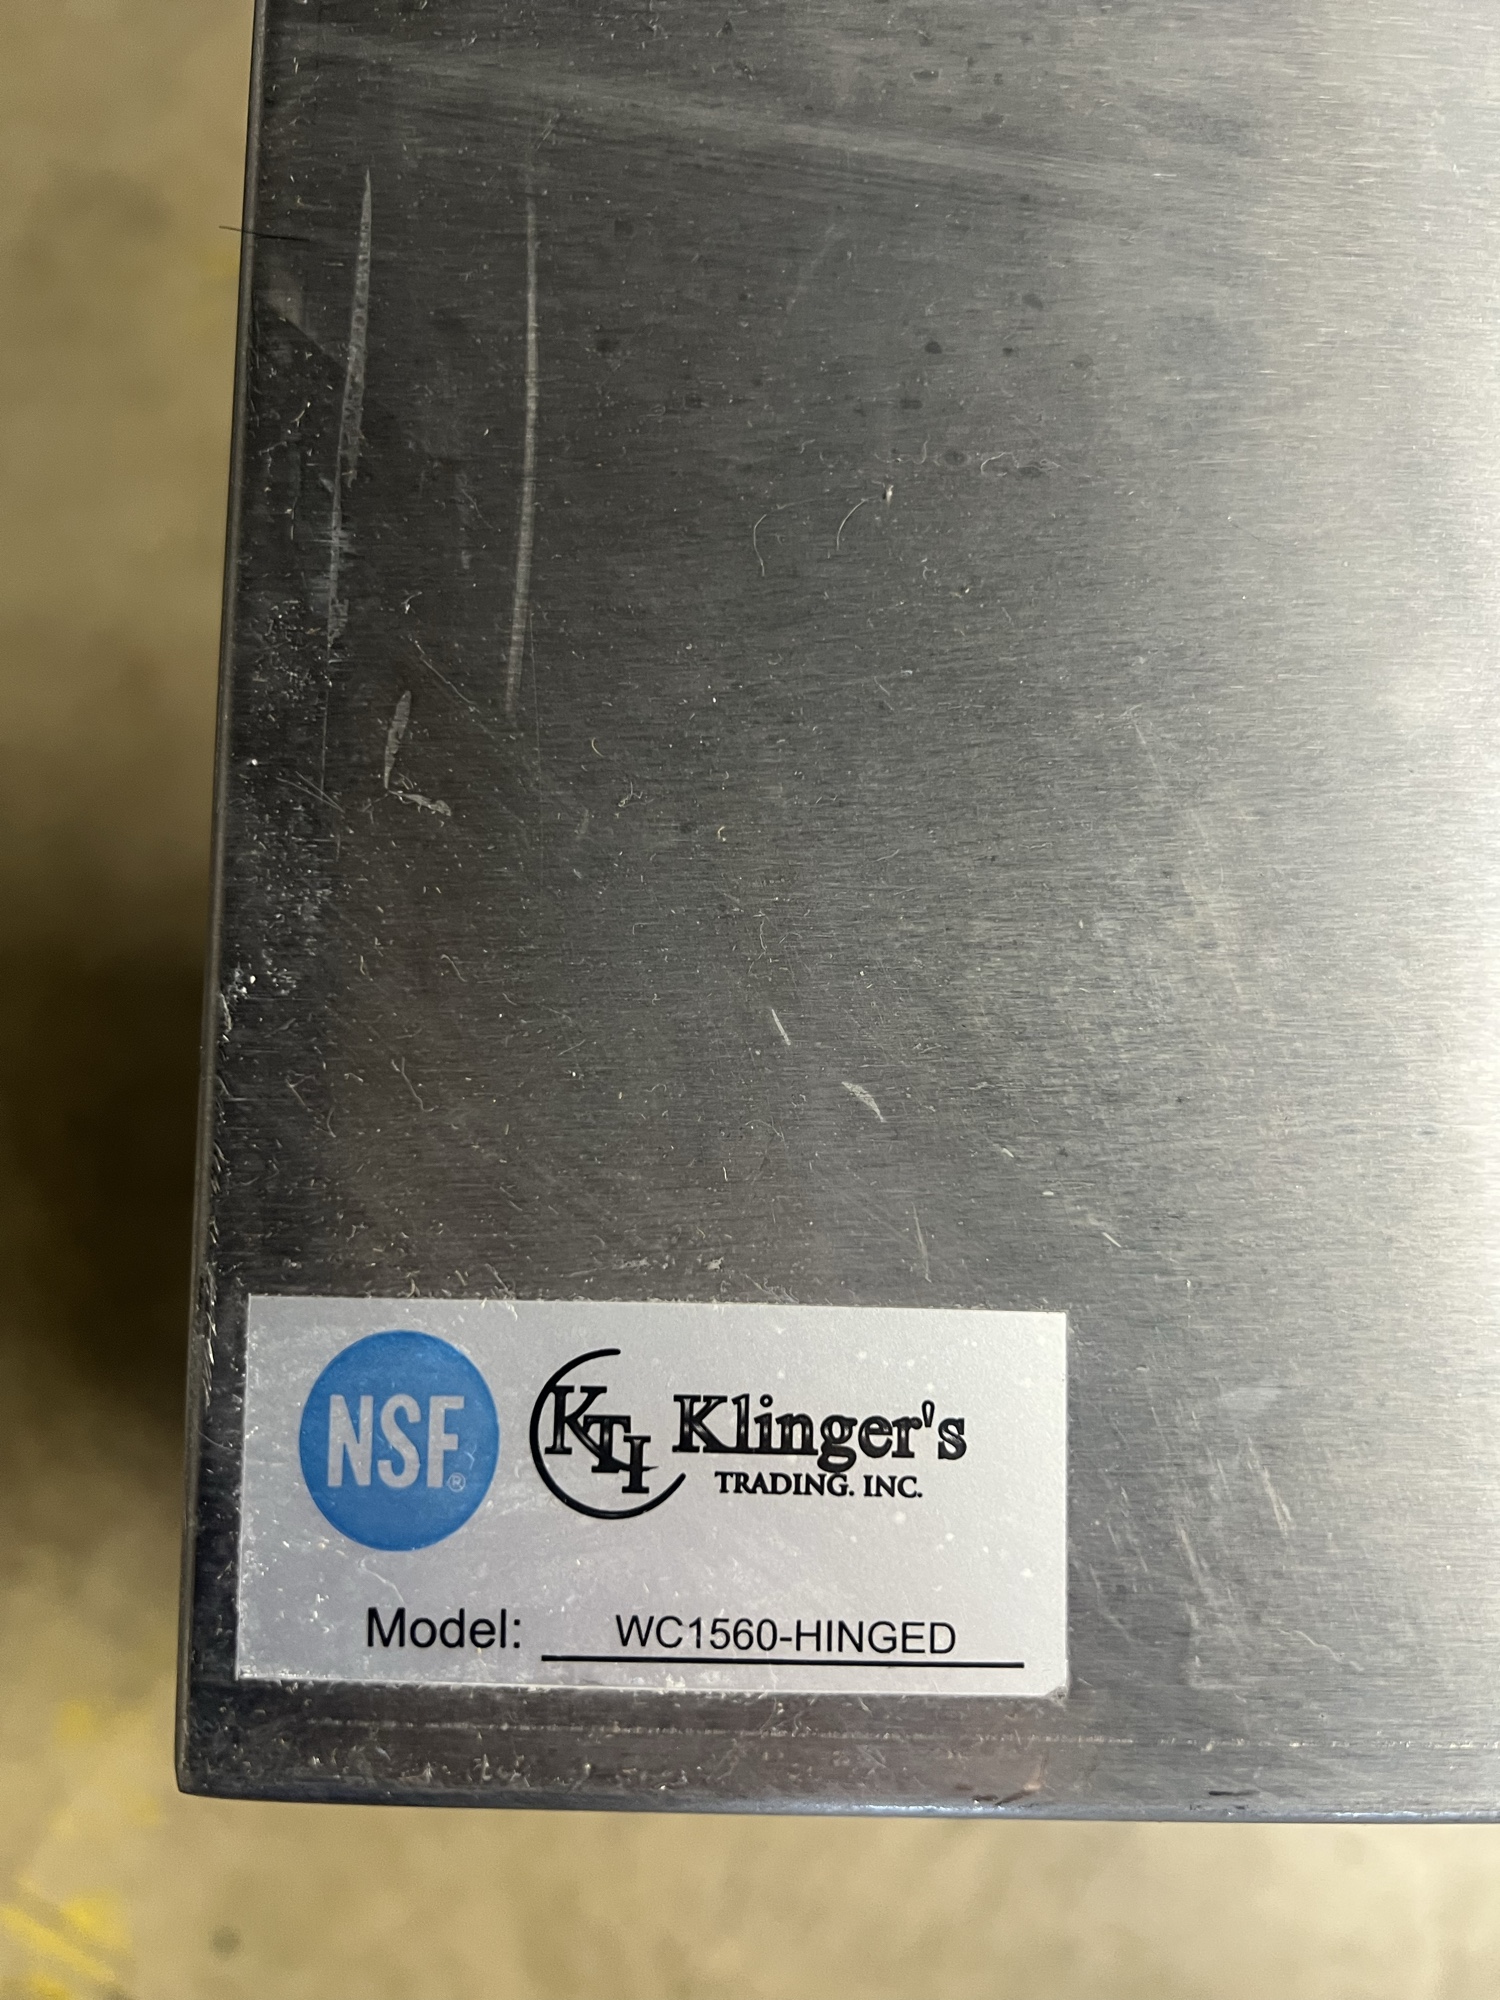 NSF®
KTI Klinger's
TRADING. INC.
Model: WC1560-HINGED